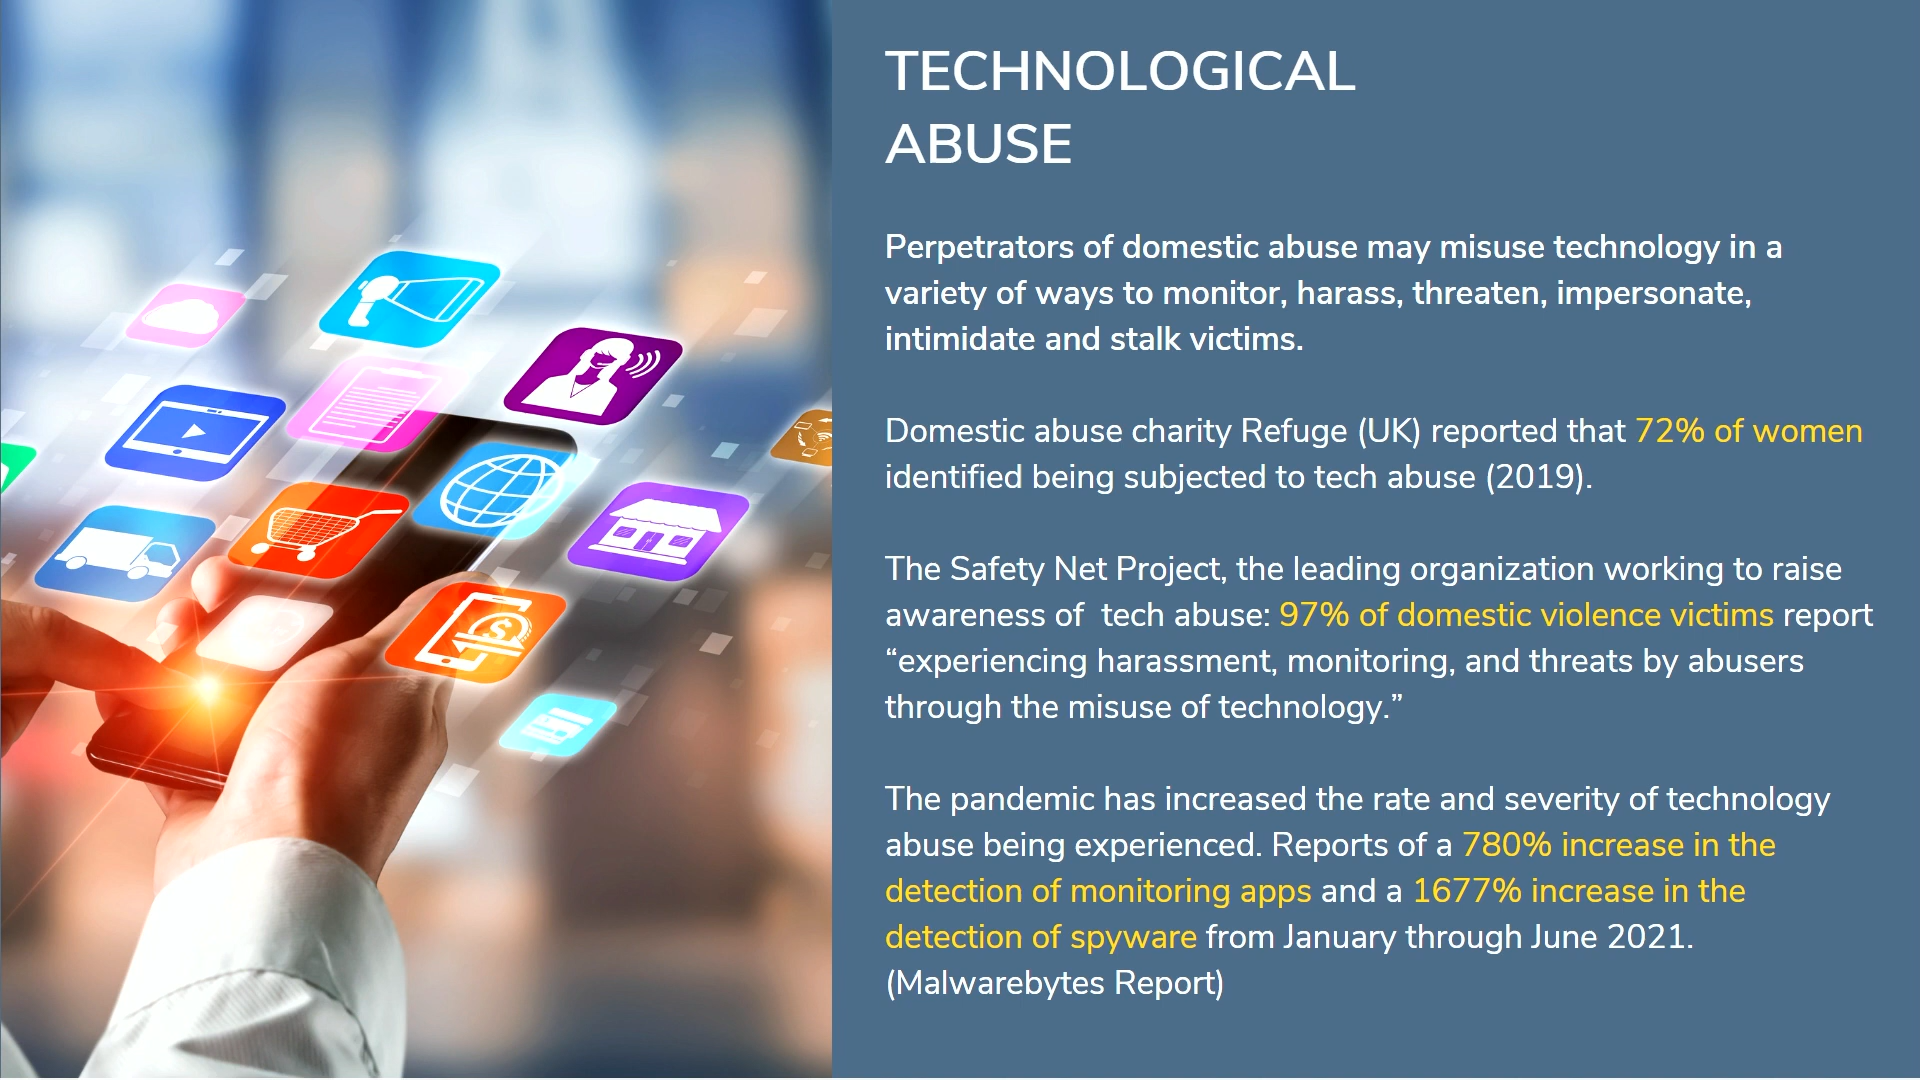 TECHNOLOGICAL
ABUSE
Perpetrators of domestic abuse may misuse technology in a
variety of ways to monitor, harass, threaten, impersonate,
intimidate and stalk victims.
Domestic abuse charity Refuge (UK) reported that 72% of women
identified being subjected to tech abuse (2019).
The Safety Net Project, the leading organization working to raise
awareness of  tech abuse: 97% of domestic violence victims report
“experiencing harassment, monitoring, and threats by abusers
through the misuse of technology.”
The pandemic has increased the rate and severity of technology
abuse being experienced. Reports of a 780% increase in the
detection of monitoring apps and a 1677% increase in the
detection of spyware from January through June 2021.
(Malwarebytes Report)